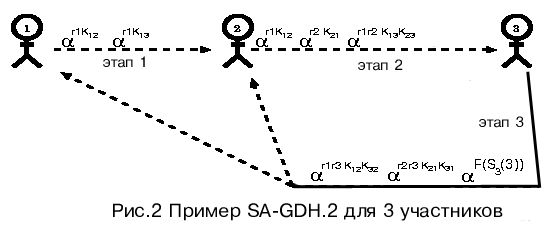 1 2 3
α^r1K12 α^r1K13 α^r1K12 α^r2 K21 α^r1r2 K13K23
этап 1 этап 2
этап 3
α^r1r3 K12K32 α^r2r3 K21K31 α^F(S3(3))
Рис.2 Пример SA-GDH.2 для 3 участников